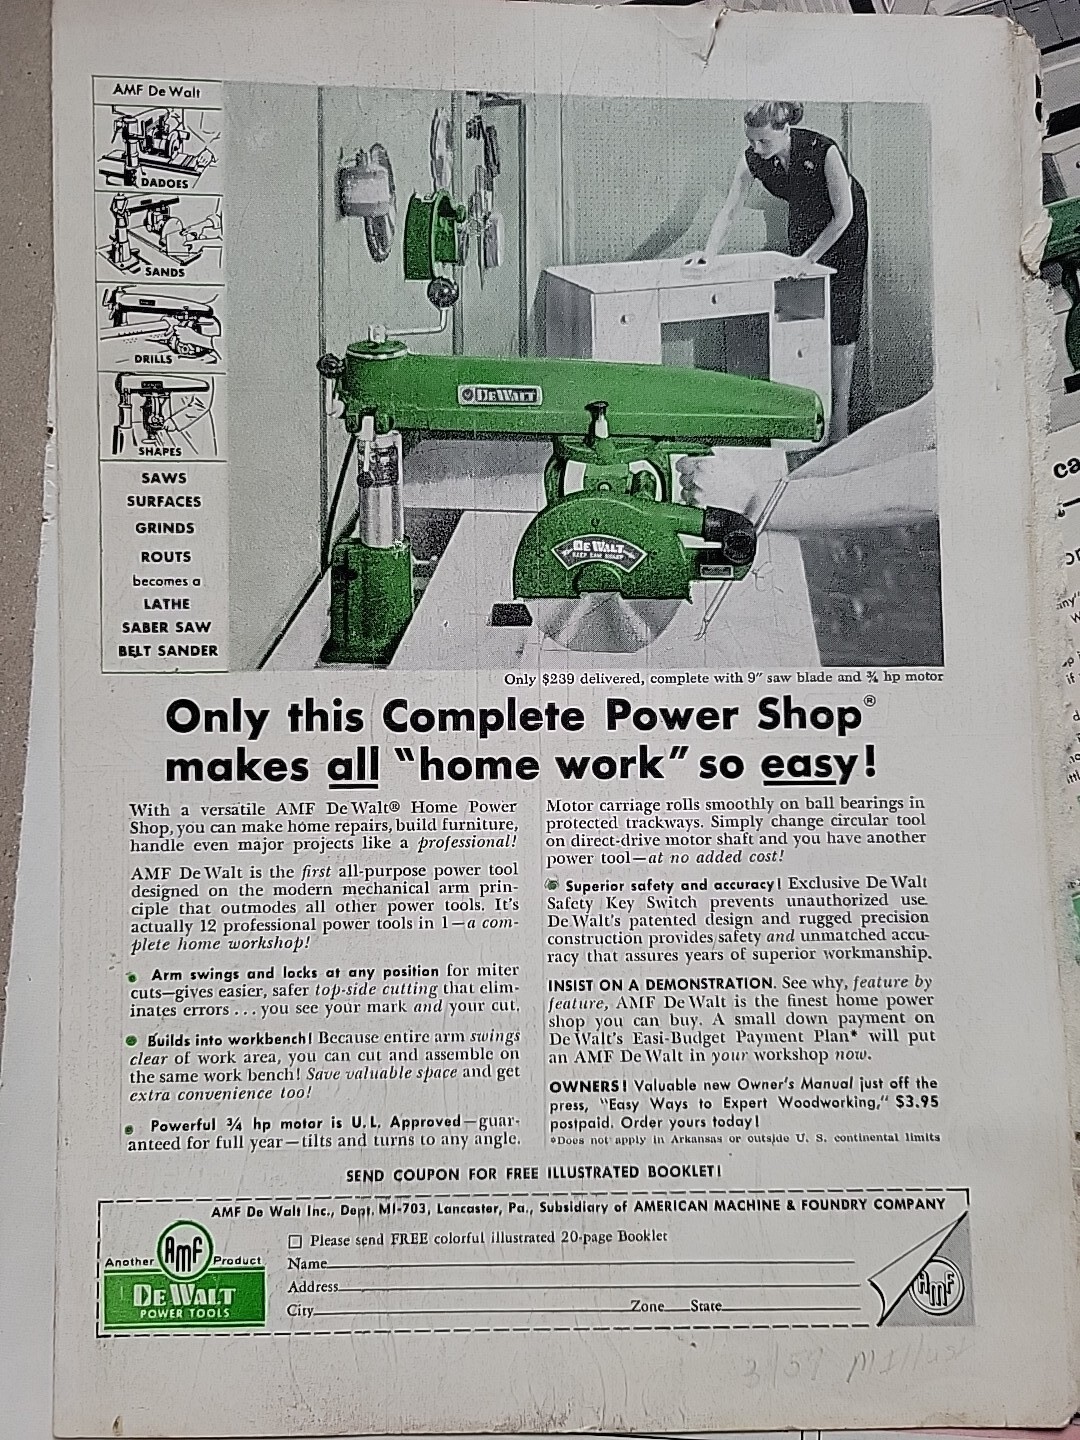 AMF De Walt
DADOES
SANDS
DRILLS
SHAPES
SAWS
SURFACES
GRINDS
ROUTS
becomes a
LATHE
SABER SAW
BELT SANDER
DE WALT
DE WALT
KEEP SAW SHARP
Only $239 delivered, complete with 9" saw blade and ¾ hp motor
Only this Complete Power Shop®
makes all "home work" so easy!
With a versatile AMF De Walt® Home Power
Shop, you can make home repairs, build furniture,
handle even major projects like a professional!
AMF De Walt is the first all-purpose power tool
designed on the modern mechanical arm prin-
ciple that outmodes all other power tools. It's
actually 12 professional power tools in 1—a com-
plete home workshop!
Arm swings and locks at any position for miter
cuts—gives easier, safer top-side cutting that elim-
inates errors . . . you see your mark and your cut.
Builds into workbench! Because entire arm swings
clear of work area, you can cut and assemble on
the same work bench! Save valuable space and get
extra convenience too!
Powerful ¾ hp motor is U.L. Approved—guar-
anteed for full year—tilts and turns to any angle.
Motor carriage rolls smoothly on ball bearings in
protected trackways. Simply change circular tool
on direct-drive motor shaft and you have another
power tool—at no added cost!
Superior safety and accuracy! Exclusive De Walt
Safety Key Switch prevents unauthorized use.
De Walt's patented design and rugged precision
construction provides safety and unmatched accu-
racy that assures years of superior workmanship.
INSIST ON A DEMONSTRATION. See why, feature by
feature, AMF De Walt is the finest home power
shop you can buy. A small down payment on
De Walt's Easi-Budget Payment Plan* will put
an AMF De Walt in your workshop now.
OWNERS! Valuable new Owner's Manual just off the
press, "Easy Ways to Expert Woodworking," $3.95
postpaid. Order yours today!
*Does not apply in Arkansas or outside U. S. continental limits
SEND COUPON FOR FREE ILLUSTRATED BOOKLET!
AMF De Walt Inc., Dept. MI-703, Lancaster, Pa., Subsidiary of AMERICAN MACHINE & FOUNDRY COMPANY
Another AMF Product
DE WALT
POWER TOOLS
☐ Please send FREE colorful illustrated 20-page Booklet
Name
Address
City Zone State
AMF
3/59 MIllust